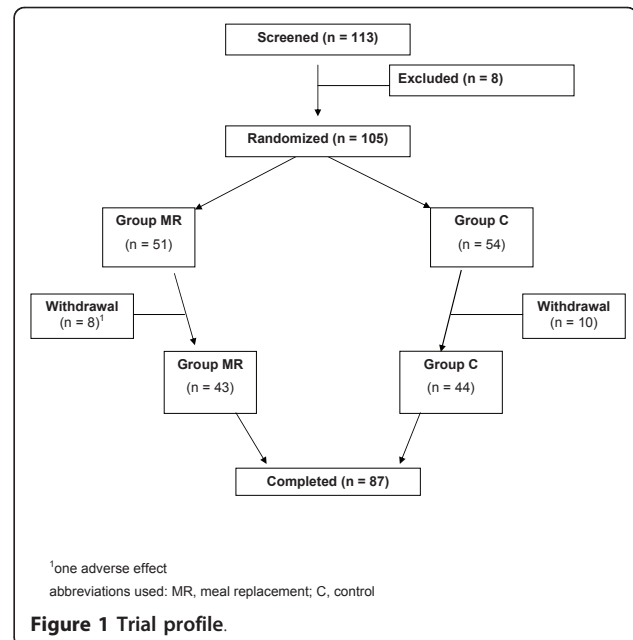 Screened (n = 113)
Excluded (n = 8)
Randomized (n = 105)
Group MR
(n = 51)
Group C
(n = 54)
Withdrawal
(n = 8)1
Withdrawal
(n = 10)
Group MR
(n = 43)
Group C
(n = 44)
Completed (n = 87)
1one adverse effect
abbreviations used: MR, meal replacement; C, control
Figure 1 Trial profile.